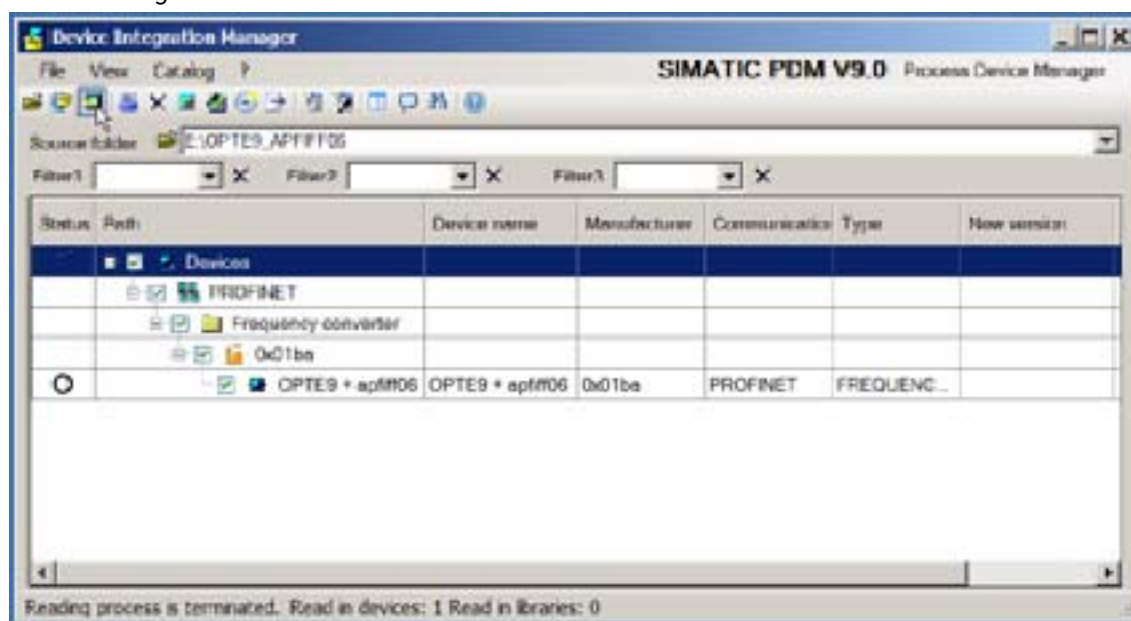 Device Integration Manager
File View Catalog ?
SIMATIC PDM V9.0 Process Device Manager
Source folder E:\OPTE9_APFIFF06
Filter1 Filter2 Filter3
Status Path Device name Manufacturer Communication Type New version
Devices
PROFINET
Frequency converter
0x01ba
OPTE9 + apfiff06 OPTE9 + apfiff06 0x01ba PROFINET FREQUENC...
Reading process is terminated. Read in devices: 1 Read in libraries: 0